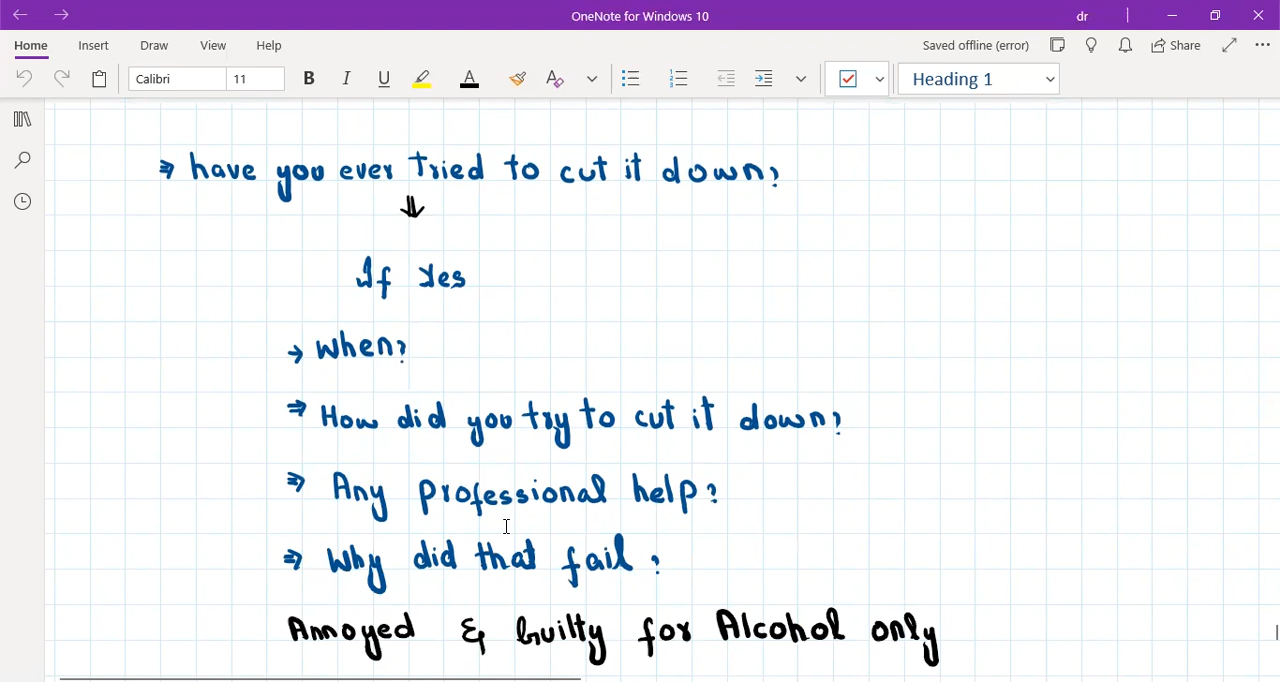 OneNote for Windows 10
dr
Home Insert Draw View Help
Saved offline (error) Share
Calibri 11 B I U A A Heading 1
⇒ have you ever Tried to cut it down?
⇓
If Yes
→ When?
⇒ How did you try to cut it down?
⇒ Any professional help?
⇒ Why did that fail?
Annoyed & Guilty for Alcohol only